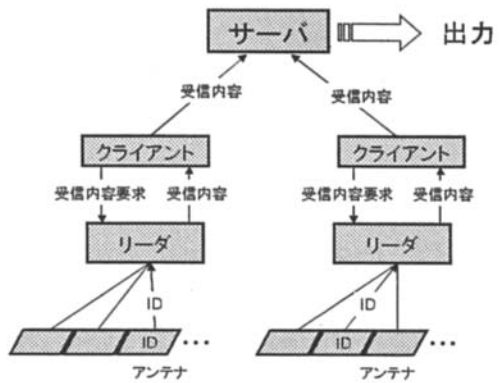 サーバ
出力
受信内容
受信内容
クライアント
クライアント
受信内容要求
受信内容
受信内容要求
受信内容
リーダ
リーダ
ID
ID
ID
•••
ID
•••
アンテナ
アンテナ